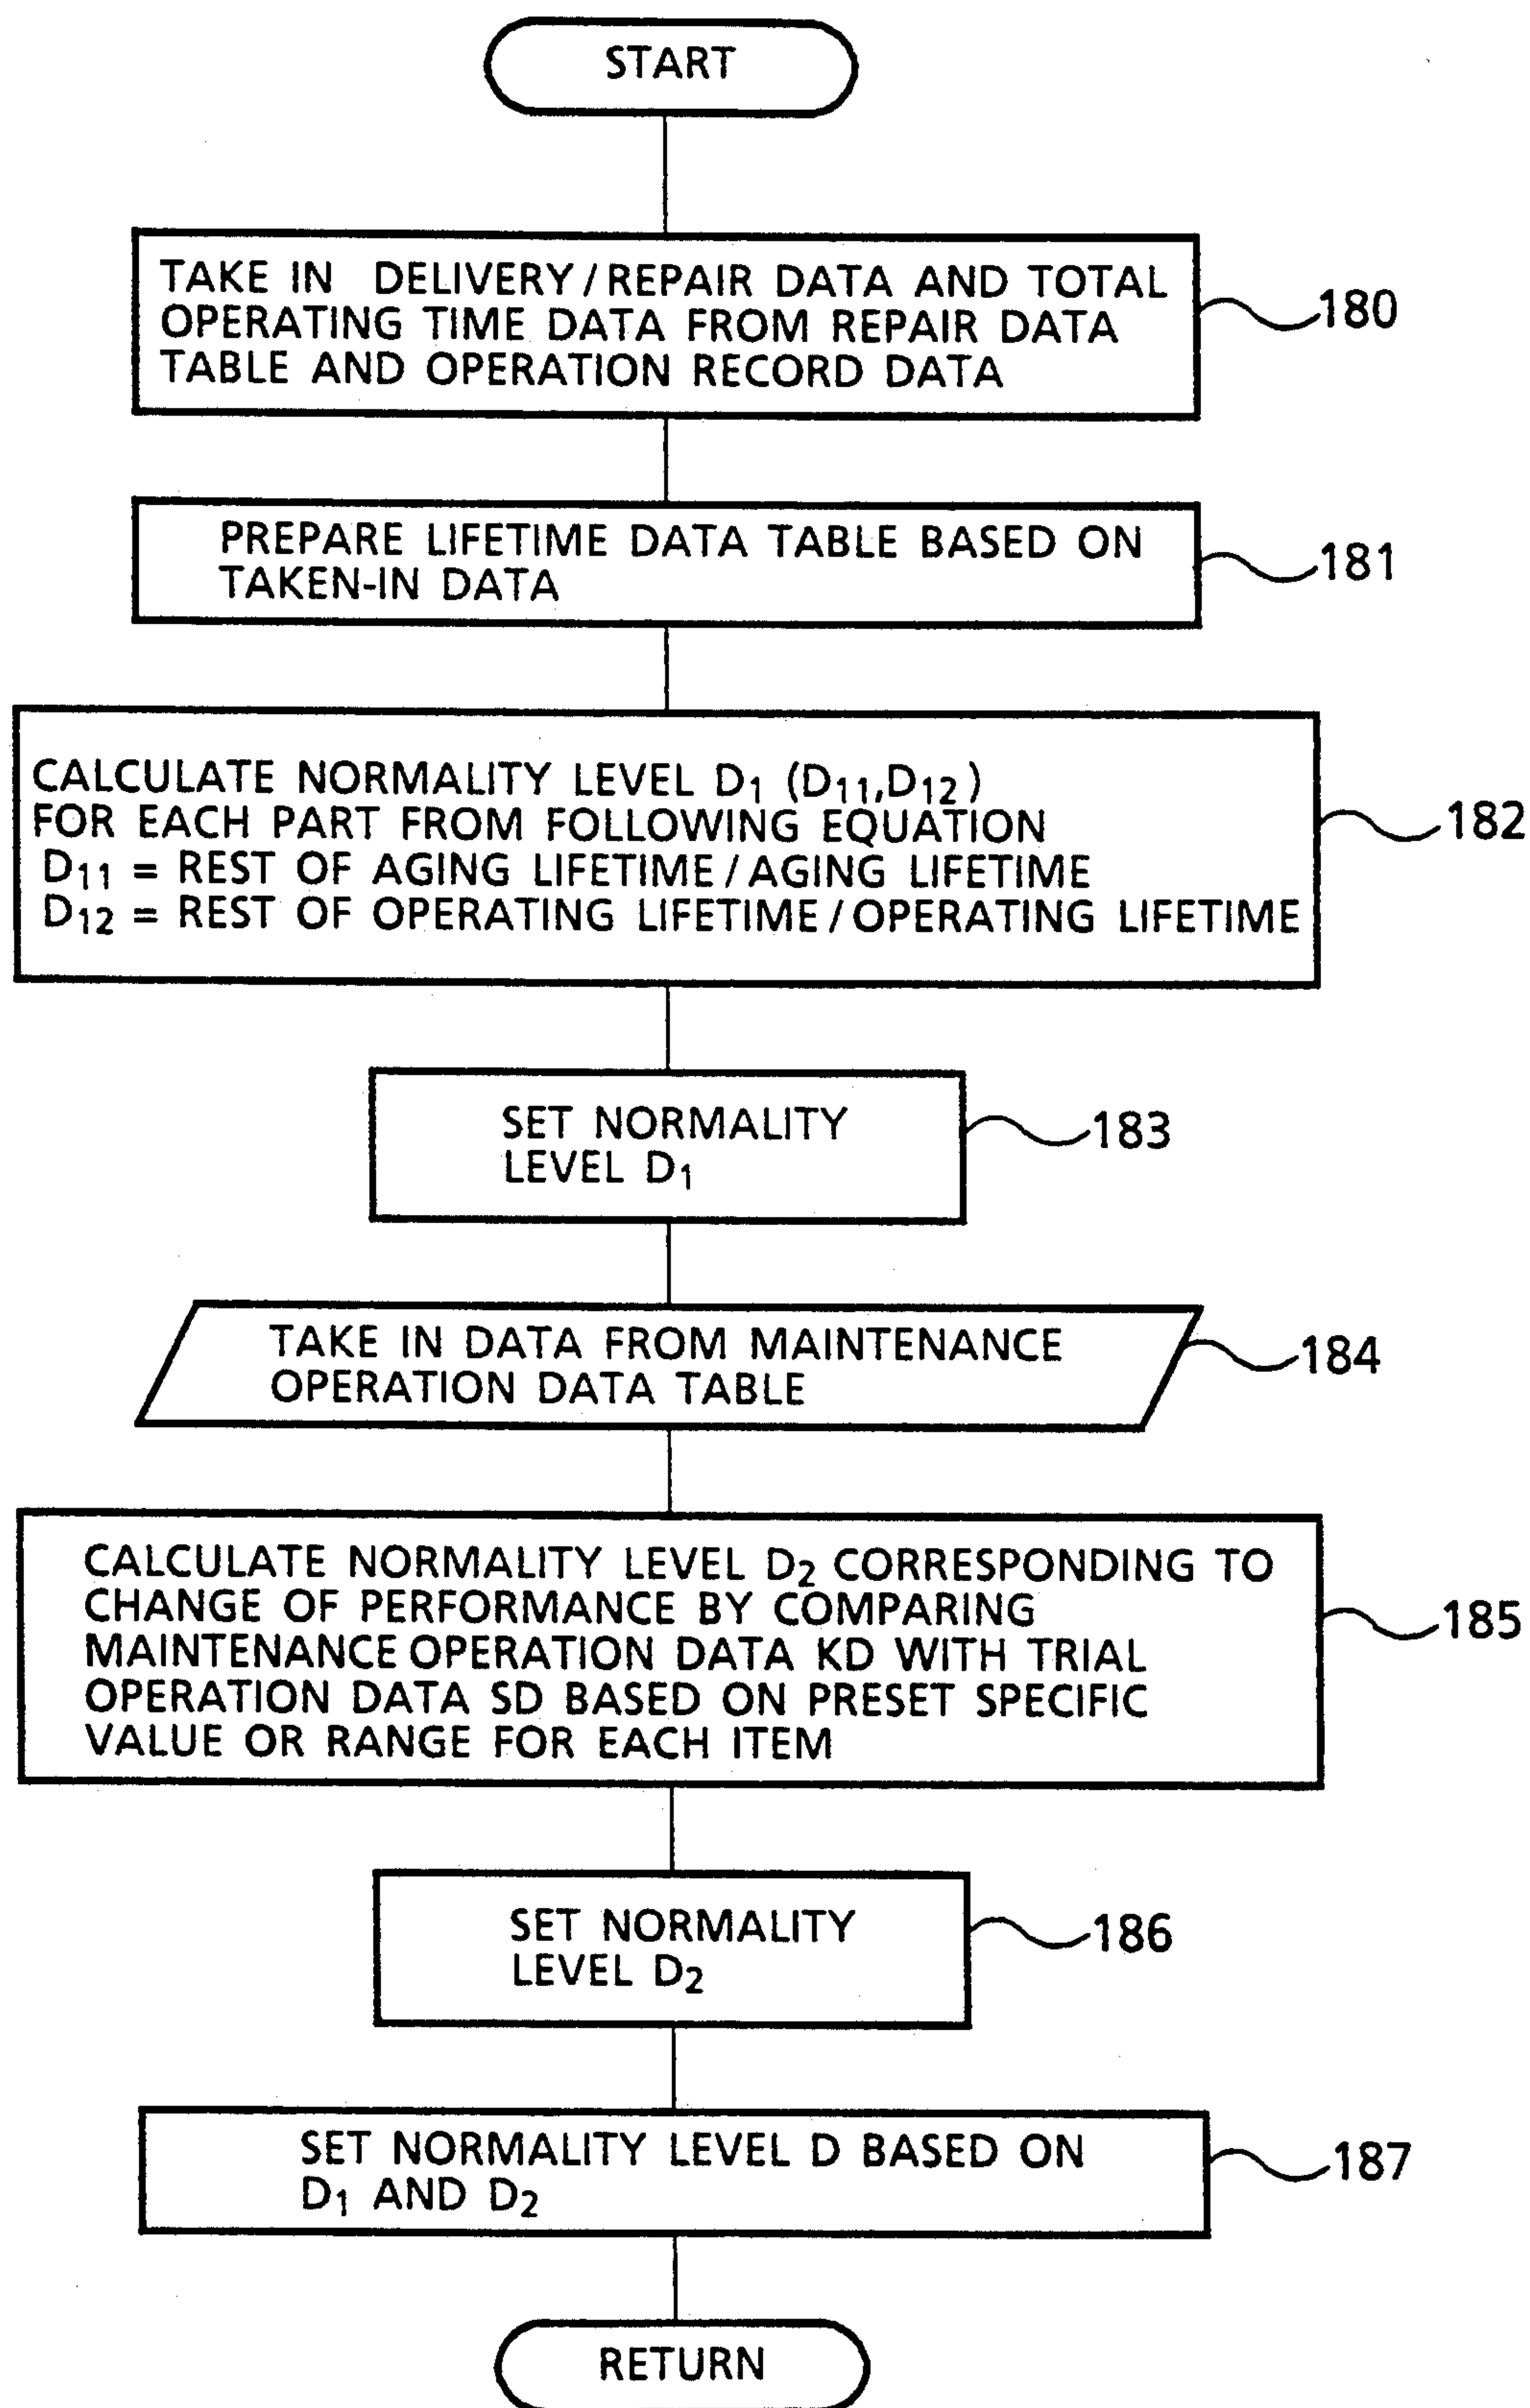 START
TAKE IN DELIVERY/REPAIR DATA AND TOTAL
OPERATING TIME DATA FROM REPAIR DATA
TABLE AND OPERATION RECORD DATA
180
PREPARE LIFETIME DATA TABLE BASED ON
TAKEN-IN DATA
181
CALCULATE NORMALITY LEVEL D1 (D11,D12)
FOR EACH PART FROM FOLLOWING EQUATION
D11 = REST OF AGING LIFETIME/AGING LIFETIME
D12 = REST OF OPERATING LIFETIME/OPERATING LIFETIME
182
SET NORMALITY
LEVEL D1
183
TAKE IN DATA FROM MAINTENANCE
OPERATION DATA TABLE
184
CALCULATE NORMALITY LEVEL D2 CORRESPONDING TO
CHANGE OF PERFORMANCE BY COMPARING
MAINTENANCE OPERATION DATA KD WITH TRIAL
OPERATION DATA SD BASED ON PRESET SPECIFIC
VALUE OR RANGE FOR EACH ITEM
185
SET NORMALITY
LEVEL D2
186
SET NORMALITY LEVEL D BASED ON
D1 AND D2
187
RETURN